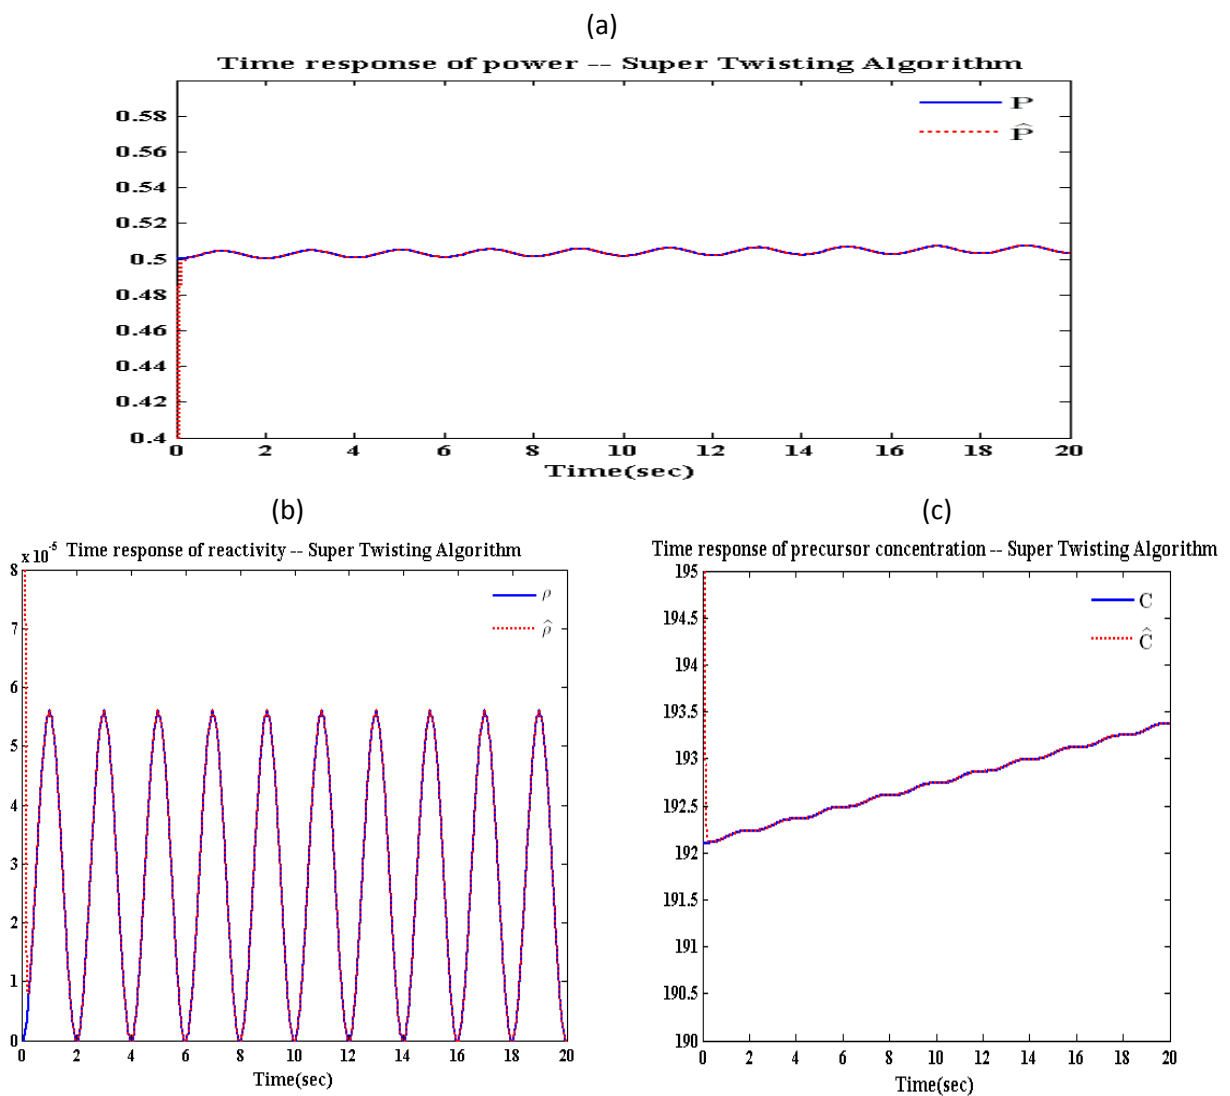 (a)
Time response of power -- Super Twisting Algorithm
P
P̂
0.58
0.56
0.54
0.52
0.5
0.48
0.46
0.44
0.42
0.4
0 2 4 6 8 10 12 14 16 18 20
Time(sec)
(b)
x 10^-5 Time response of reactivity -- Super Twisting Algorithm
ρ
ρ̂
8
7
6
5
4
3
2
1
0
0 2 4 6 8 10 12 14 16 18 20
Time(sec)
(c)
Time response of precursor concentration -- Super Twisting Algorithm
C
Ĉ
195
194.5
194
193.5
193
192.5
192
191.5
191
190.5
190
0 2 4 6 8 10 12 14 16 18 20
Time(sec)